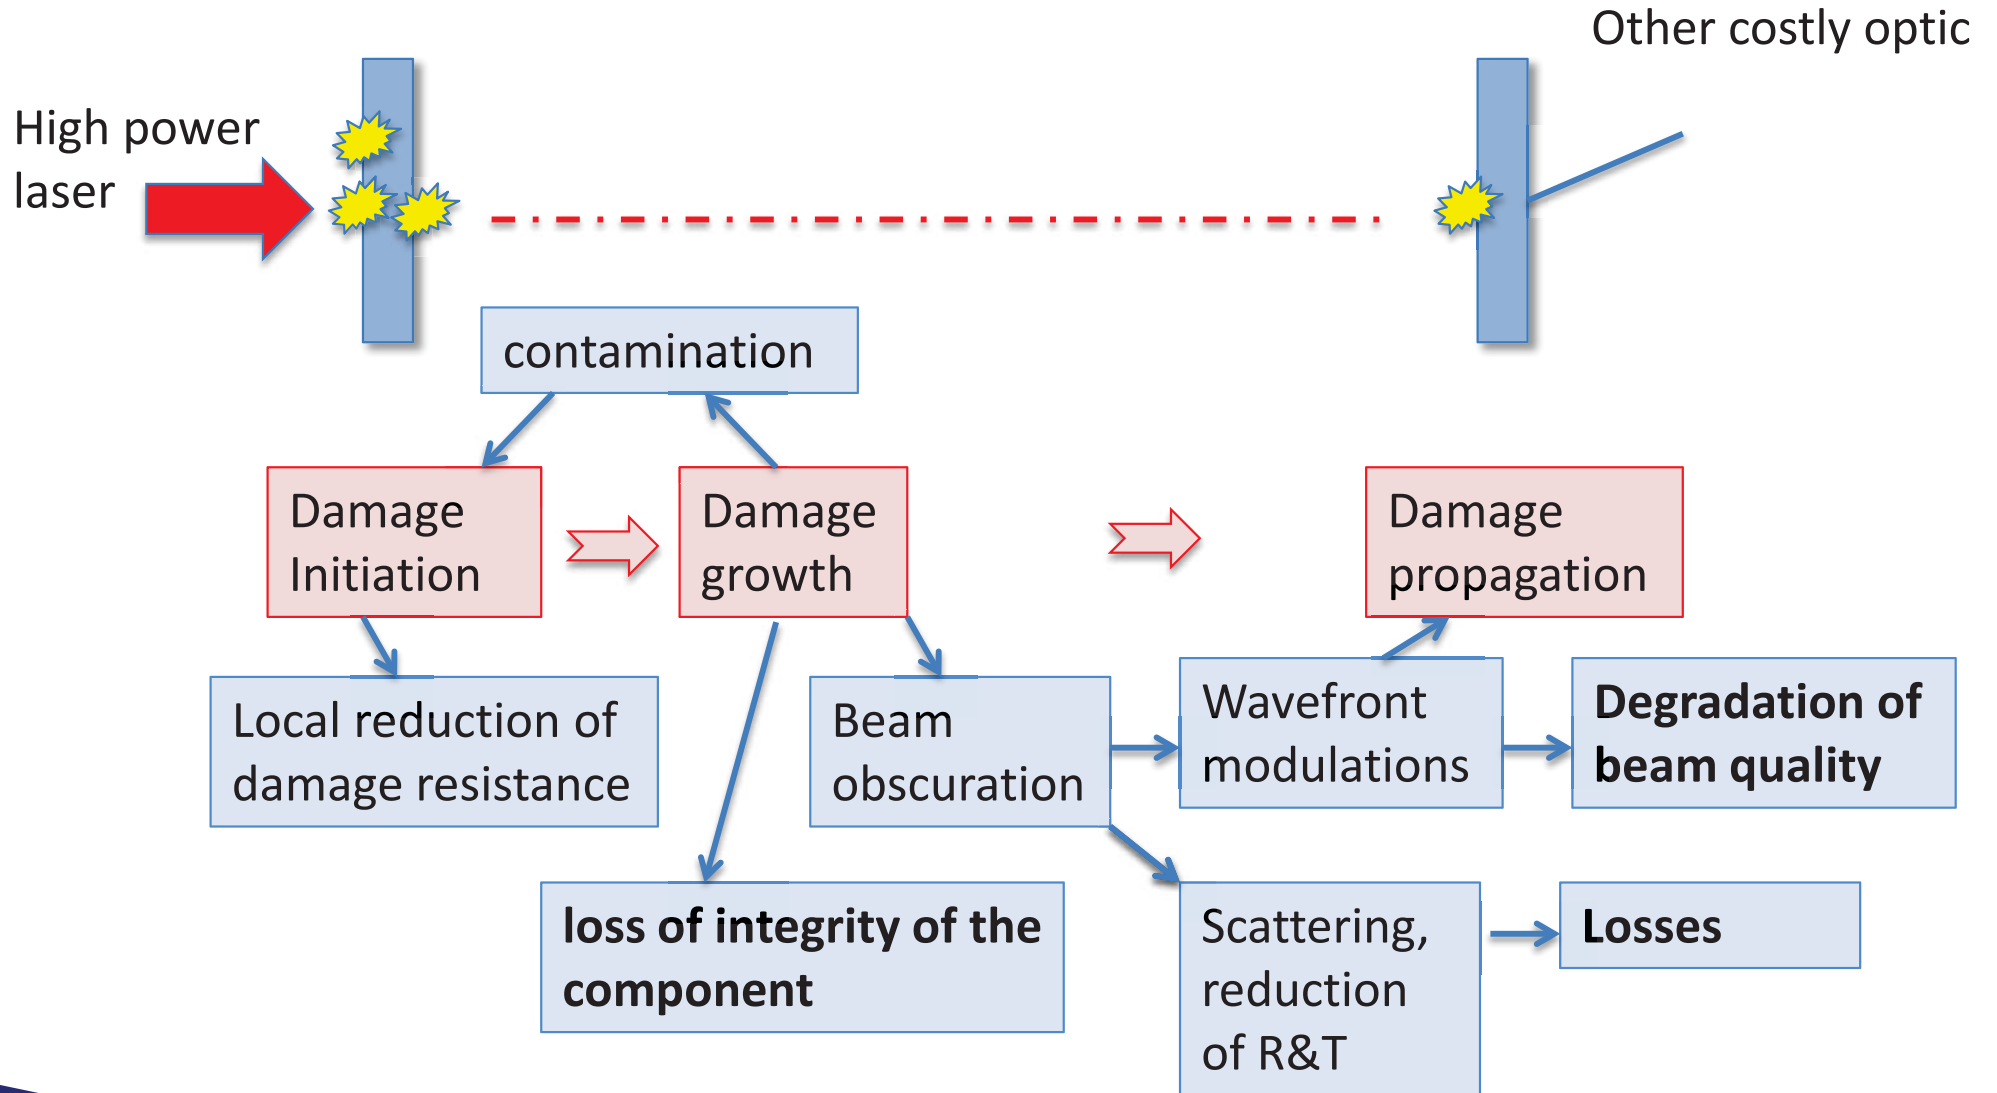 Other costly optic
High power
laser
contamination
Damage
Initiation
Damage
growth
Damage
propagation
Local reduction of
damage resistance
Beam
obscuration
Wavefront
modulations
Degradation of
beam quality
loss of integrity of the
component
Scattering,
reduction
of R&T
Losses